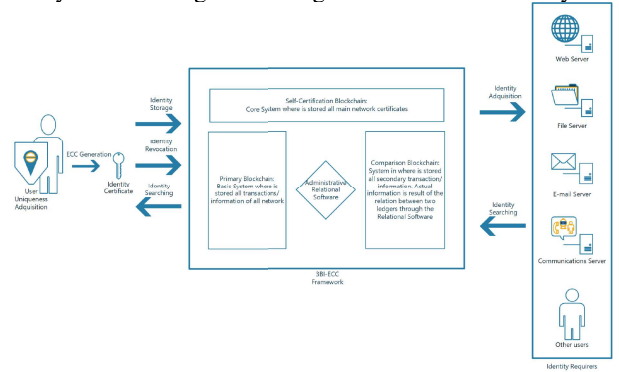 Web Server
File Server
E-mail Server
Communications Server
Other users
Identity Requirers
Identity
Acquisition
Identity
Searching
Self-Certification Blockchain:
Core System where is stored all main network certificates
Primary Blockchain:
Basis System where is
stored all transactions/
information of all network
Administrative
Relational
Software
Comparison Blockchain:
System in where is stored
all secondary transaction/
information. Actual
information is result of the
relation between two
ledgers through the
Relational Software
3BI-ECC
Framework
Identity
Storage
Identity
Revocation
Identity
Searching
ECC Generation
Identity
Certificate
User
Uniqueness
Adquisition